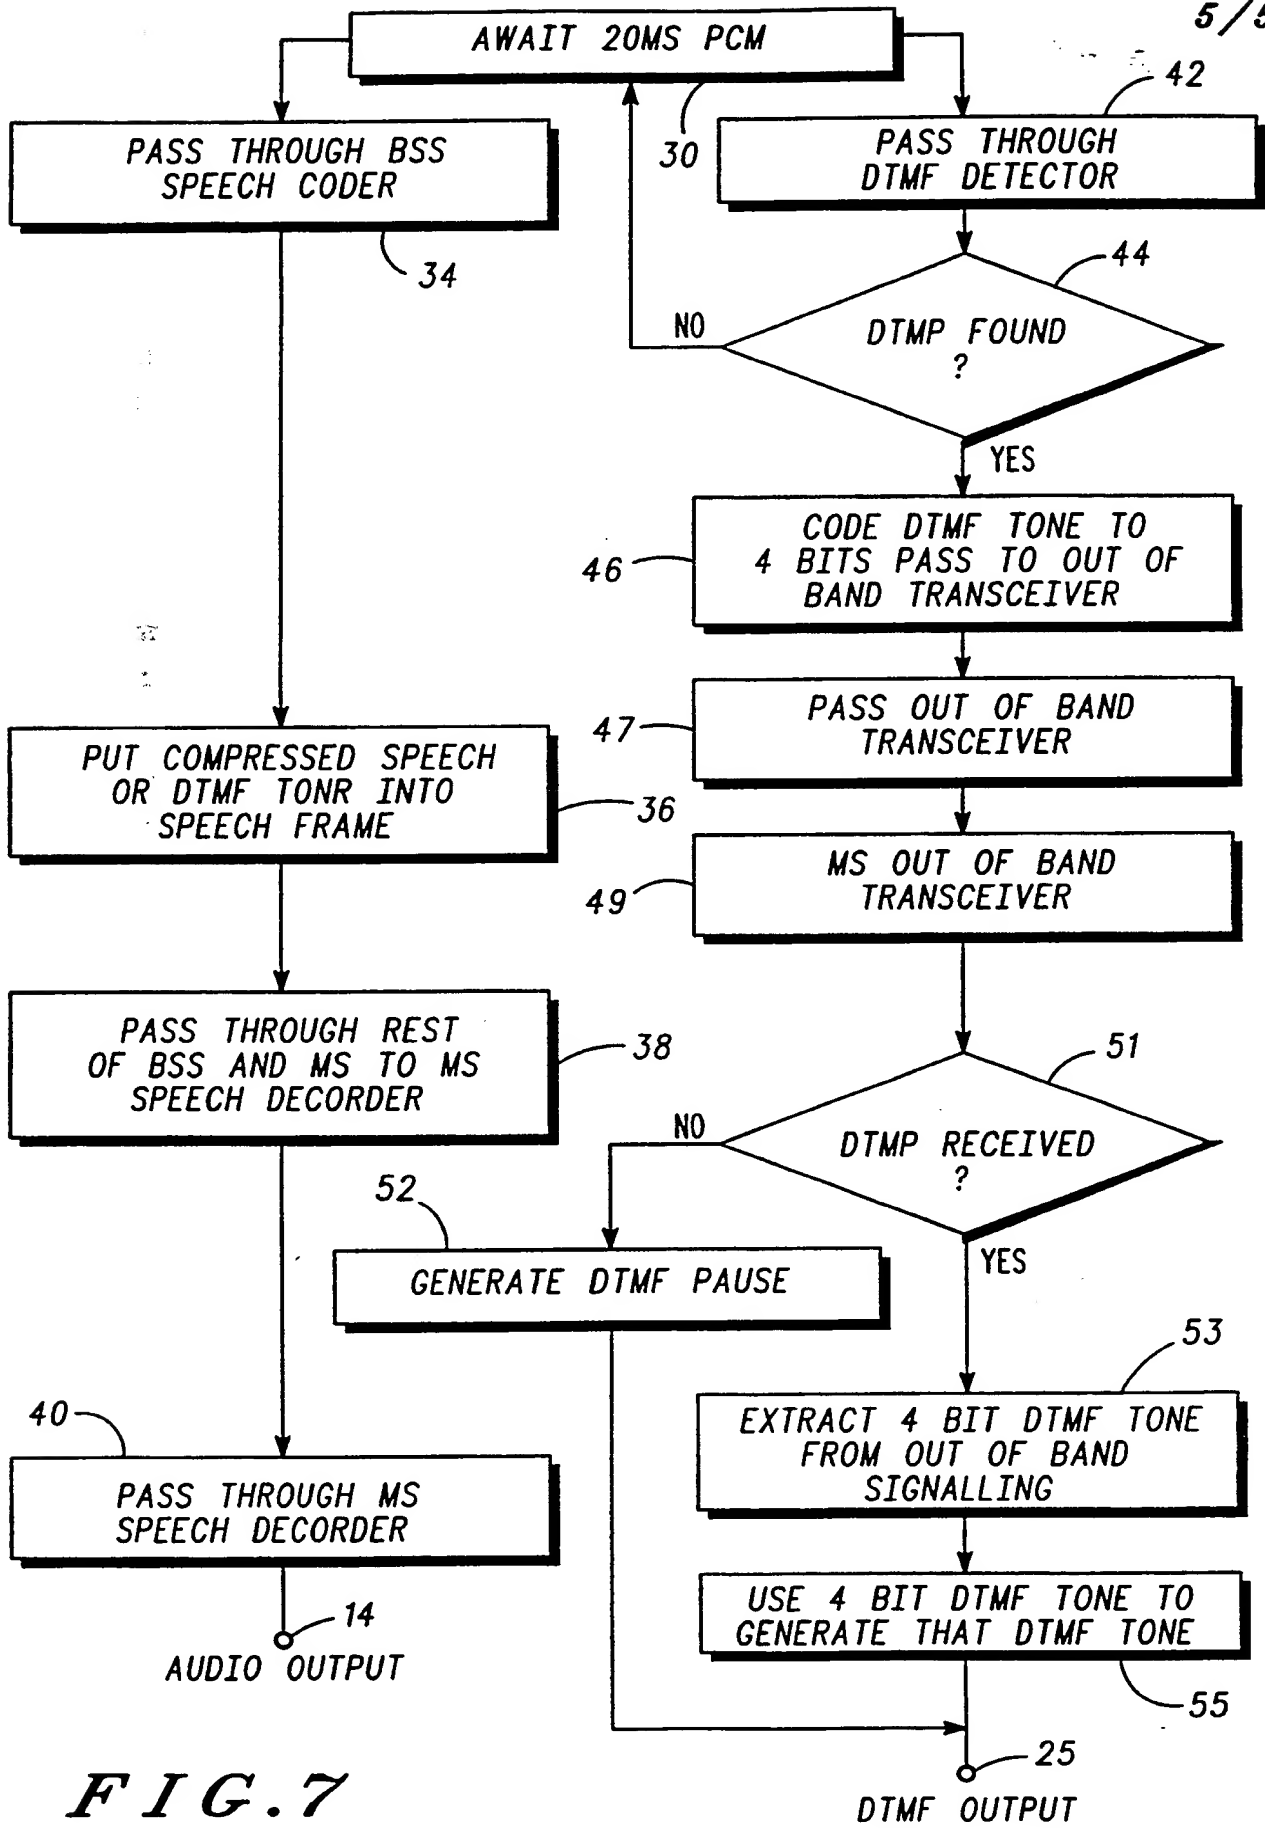 5/5
AWAIT 20MS PCM
30
42
PASS THROUGH BSS
SPEECH CODER
34
PASS THROUGH
DTMF DETECTOR
44
DTMP FOUND
?
NO
YES
CODE DTMF TONE TO
4 BITS PASS TO OUT OF
BAND TRANSCEIVER
46
PASS OUT OF BAND
TRANSCEIVER
47
PUT COMPRESSED SPEECH
OR DTMF TONR INTO
SPEECH FRAME
36
MS OUT OF BAND
TRANSCEIVER
49
PASS THROUGH REST
OF BSS AND MS TO MS
SPEECH DECORDER
38
51
DTMP RECEIVED
?
NO
YES
52
GENERATE DTMF PAUSE
53
EXTRACT 4 BIT DTMF TONE
FROM OUT OF BAND
SIGNALLING
40
PASS THROUGH MS
SPEECH DECORDER
USE 4 BIT DTMF TONE TO
GENERATE THAT DTMF TONE
55
14
AUDIO OUTPUT
25
DTMF OUTPUT
FIG.7